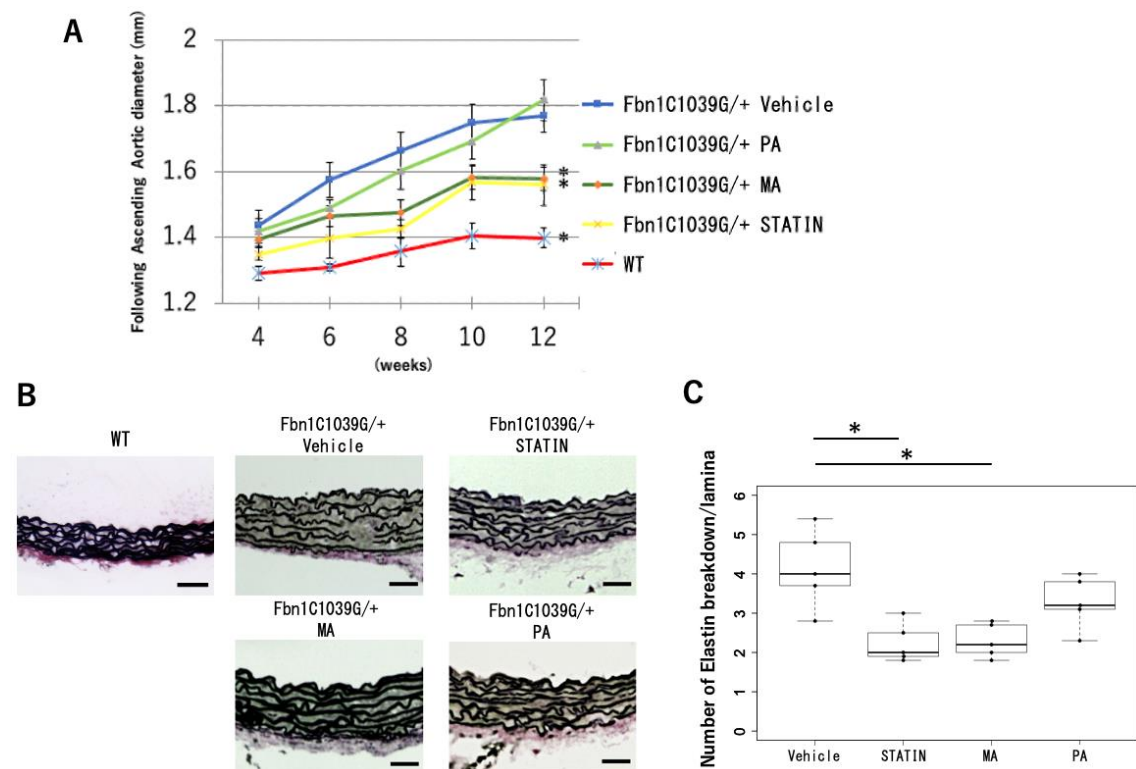 A
Following Ascending Aortic diameter (mm)
2
1.8
1.6
1.4
1.2
4 6 8 10 12
(weeks)
* * *
Fbn1C1039G/+ Vehicle
Fbn1C1039G/+ PA
Fbn1C1039G/+ MA
Fbn1C1039G/+ STATIN
WT
B
WT
Fbn1C1039G/+
Vehicle
Fbn1C1039G/+
STATIN
Fbn1C1039G/+
MA
Fbn1C1039G/+
PA
C
*
*
Number of Elastin breakdown/lamina
6
5
4
3
2
1
0
Vehicle STATIN MA PA